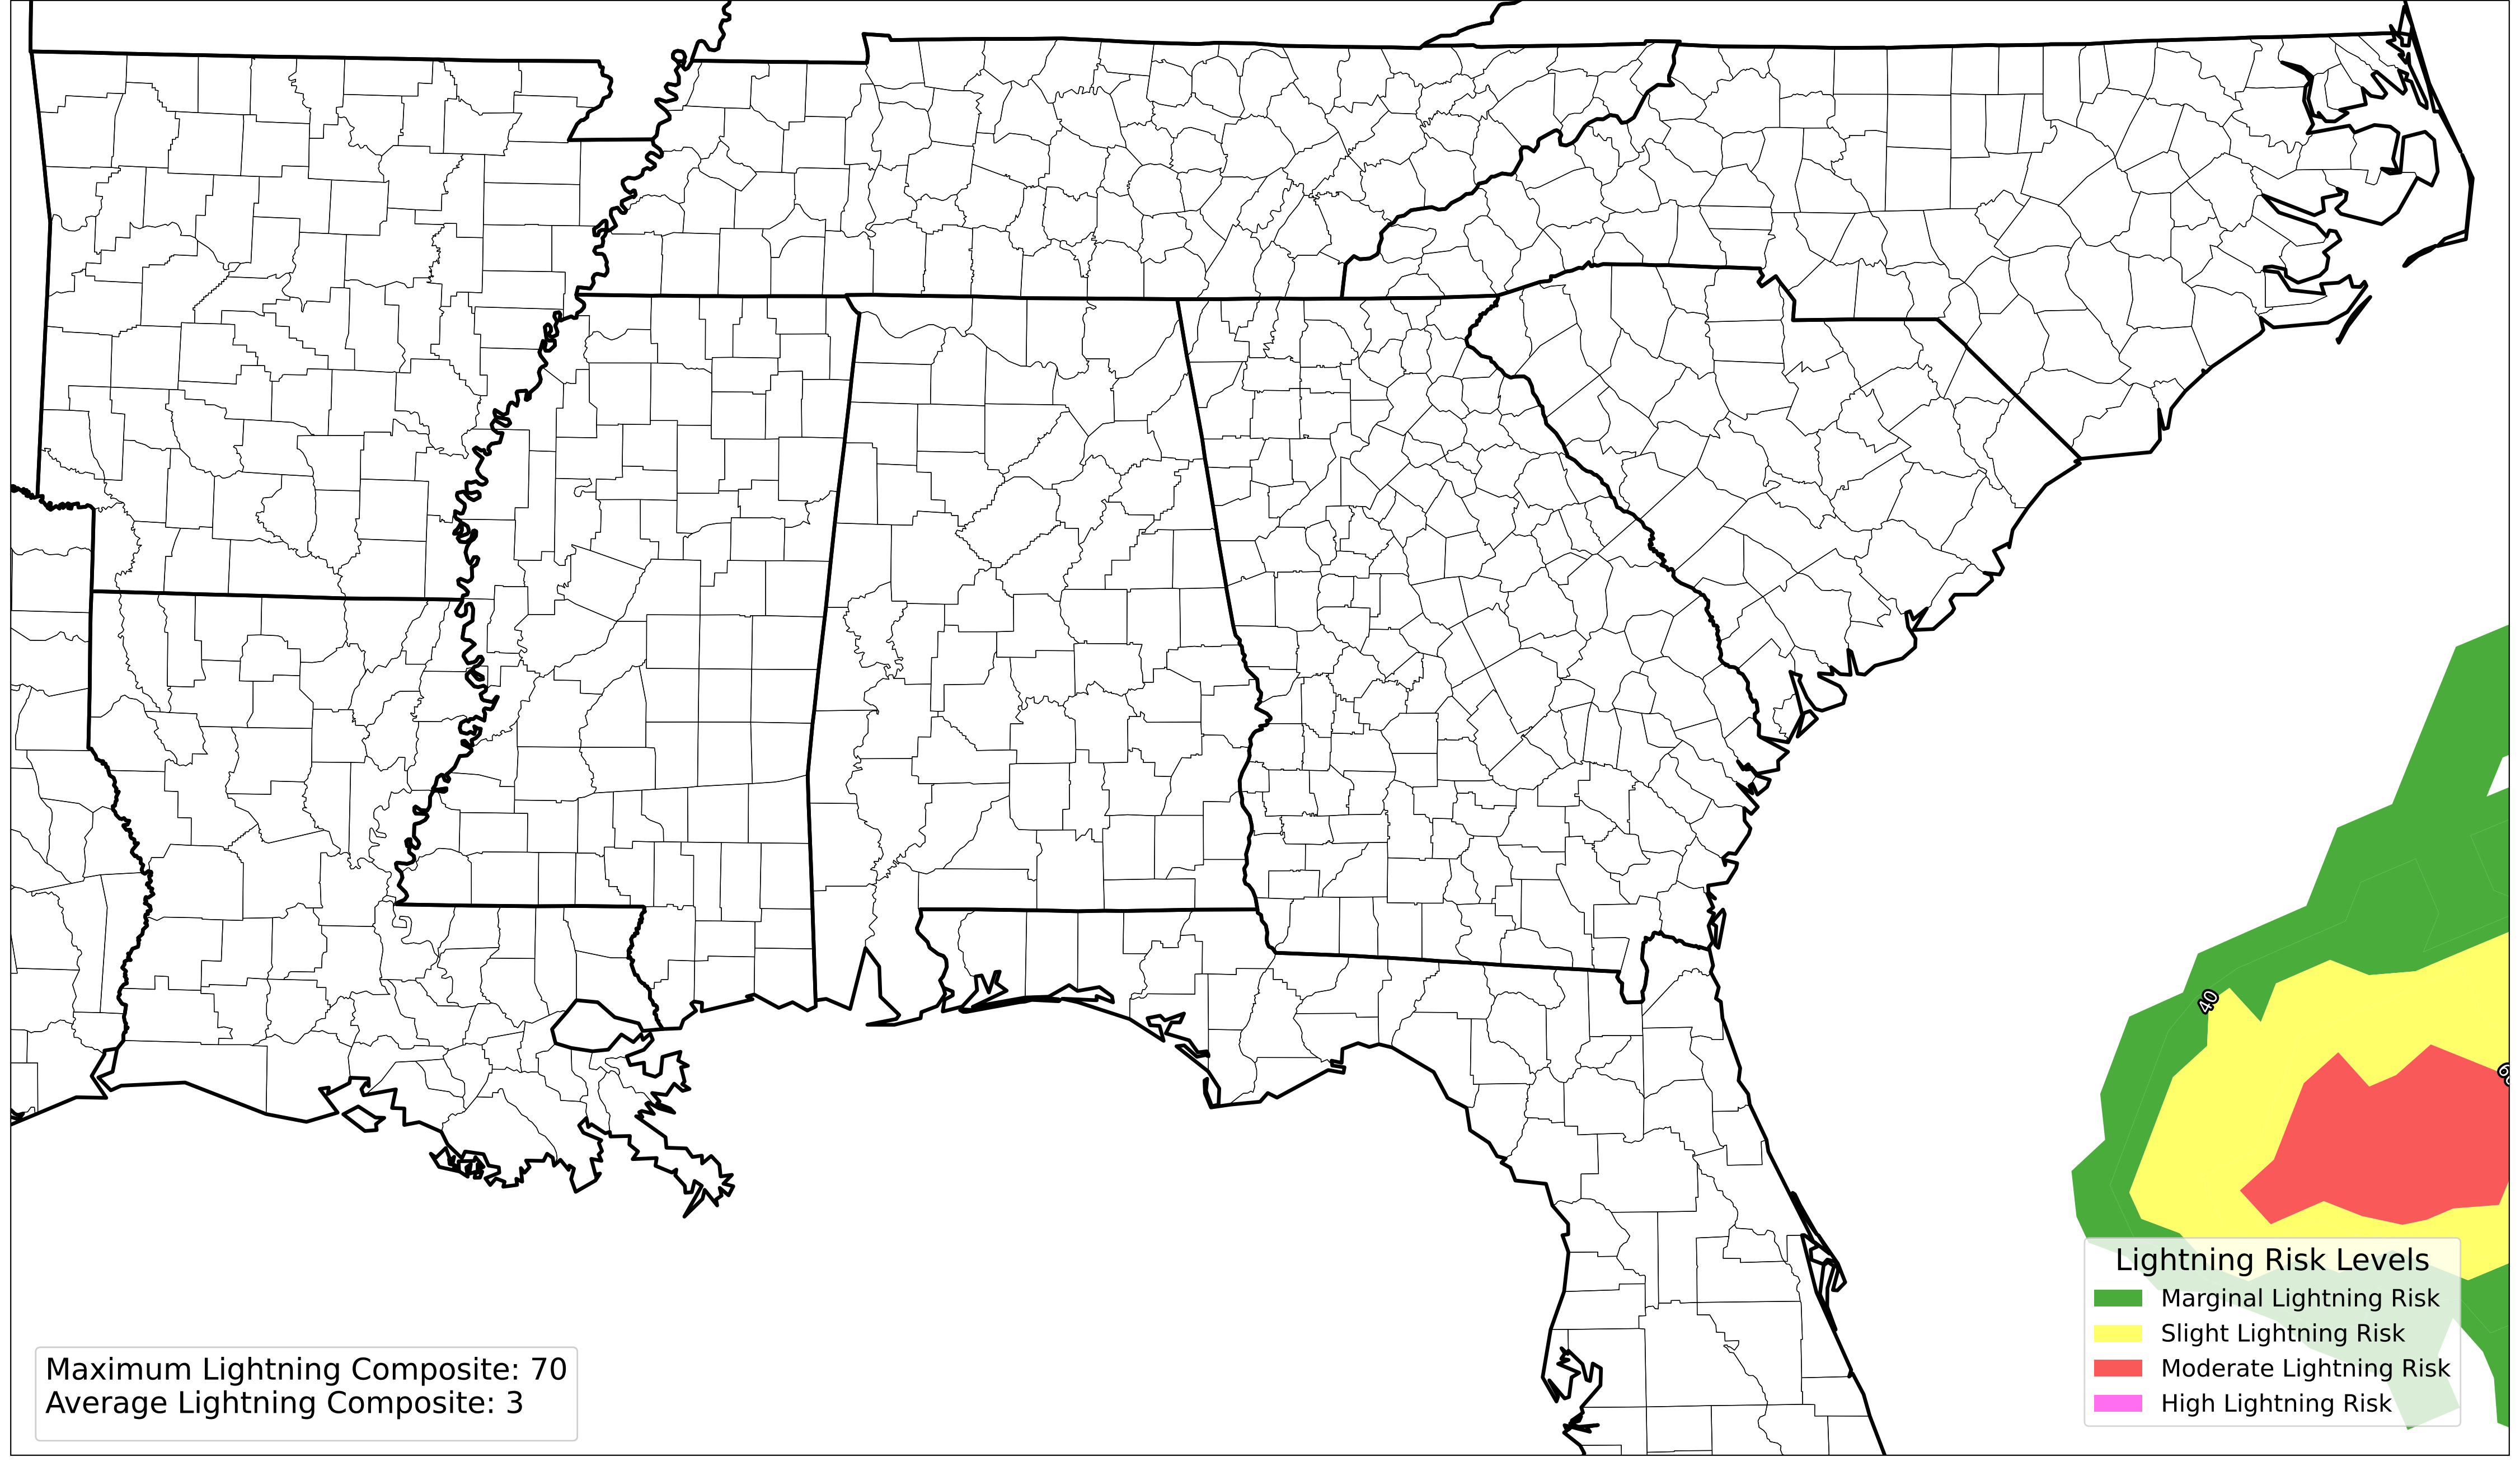 40
Lightning Risk Levels
Marginal Lightning Risk
Slight Lightning Risk
Moderate Lightning Risk
High Lightning Risk
Maximum Lightning Composite: 70
Average Lightning Composite: 3